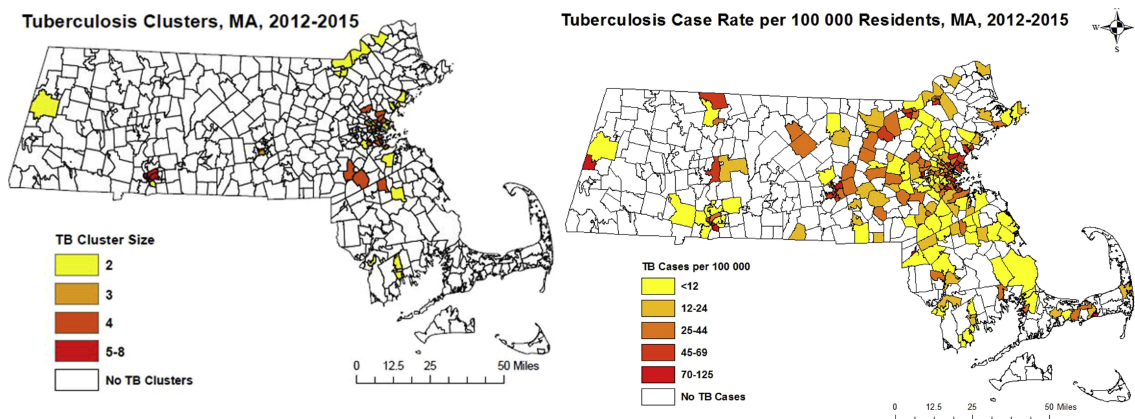 Tuberculosis Clusters, MA, 2012-2015
TB Cluster Size
2
3
4
5-8
No TB Clusters
0 12.5 25 50 Miles
Tuberculosis Case Rate per 100 000 Residents, MA, 2012-2015
N
W E
S
TB Cases per 100 000
<12
12-24
25-44
45-69
70-125
No TB Cases
0 12.5 25 50 Miles